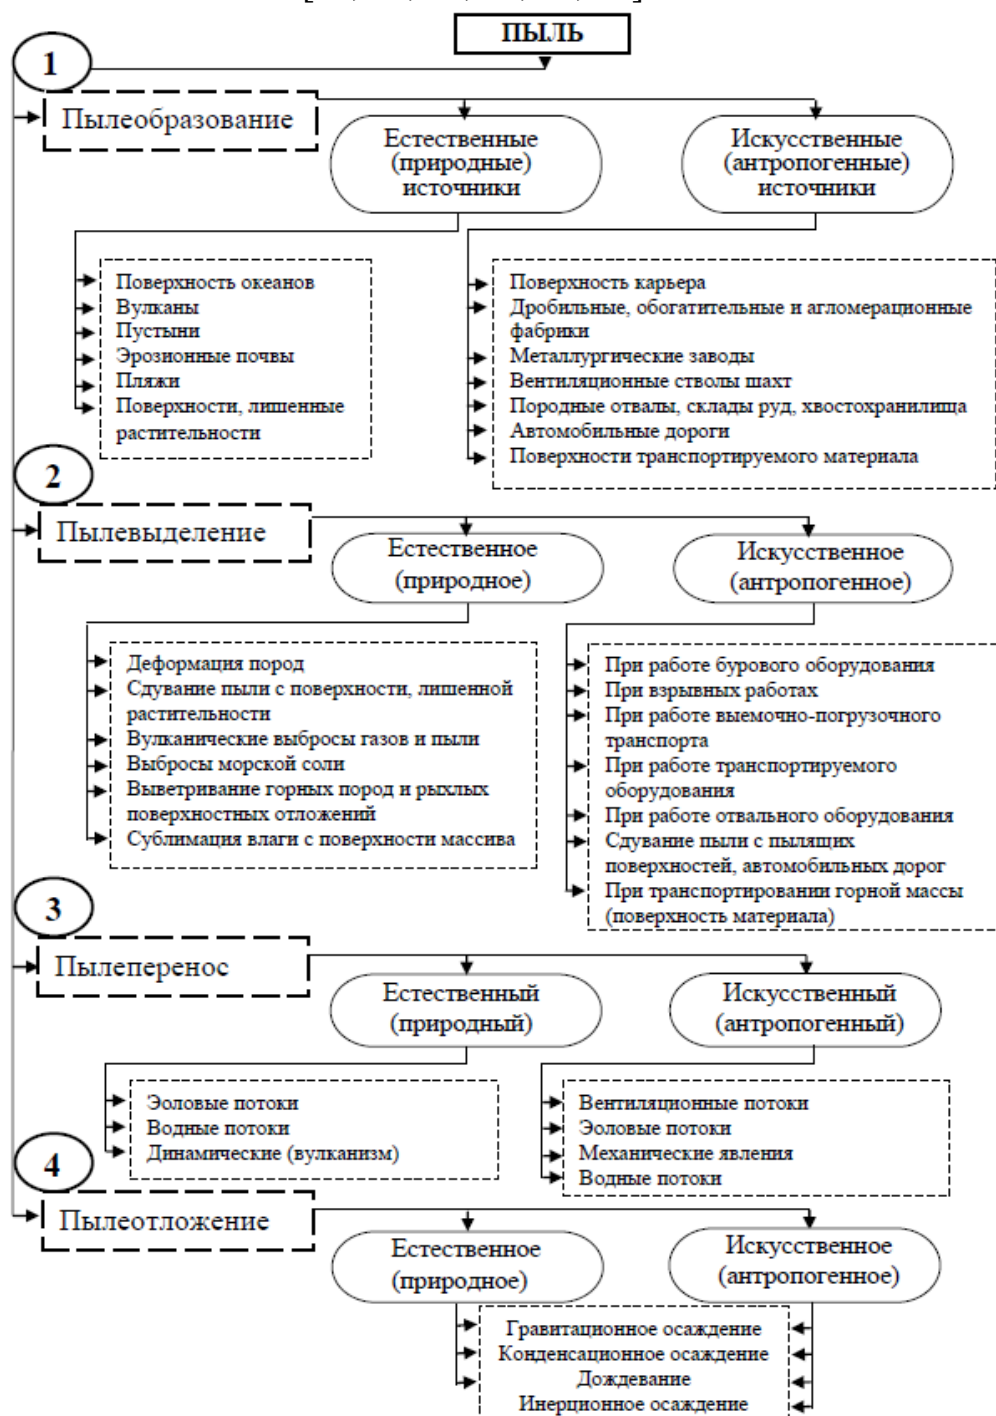 ПЫЛЬ
1
Пылеобразование
Естественные
(природные)
источники
Искусственные
(антропогенные)
источники
Поверхность океанов
Вулканы
Пустыни
Эрозионные почвы
Пляжи
Поверхности, лишенные
растительности
Поверхность карьера
Дробильные, обогатительные и агломерационные
фабрики
Металлургические заводы
Вентиляционные стволы шахт
Породные отвалы, склады руд, хвостохранилища
Автомобильные дороги
Поверхности транспортируемого материала
2
Пылевыделение
Естественное
(природное)
Искусственное
(антропогенное)
Деформация пород
Сдувание пыли с поверхности, лишенной
растительности
Вулканические выбросы газов и пыли
Выбросы морской соли
Выветривание горных пород и рыхлых
поверхностных отложений
Сублимация влаги с поверхности массива
При работе бурового оборудования
При взрывных работах
При работе выемочно-погрузочного
транспорта
При работе транспортируемого
оборудования
При работе отвального оборудования
Сдувание пыли с пылящих
поверхностей, автомобильных дорог
При транспортировании горной массы
(поверхность материала)
3
Пылеперенос
Естественный
(природный)
Искусственный
(антропогенный)
Эоловые потоки
Водные потоки
Динамические (вулканизм)
Вентиляционные потоки
Эоловые потоки
Механические явления
Водные потоки
4
Пылеотложение
Естественное
(природное)
Искусственное
(антропогенное)
Гравитационное осаждение
Конденсационное осаждение
Дождевание
Инерционное осаждение